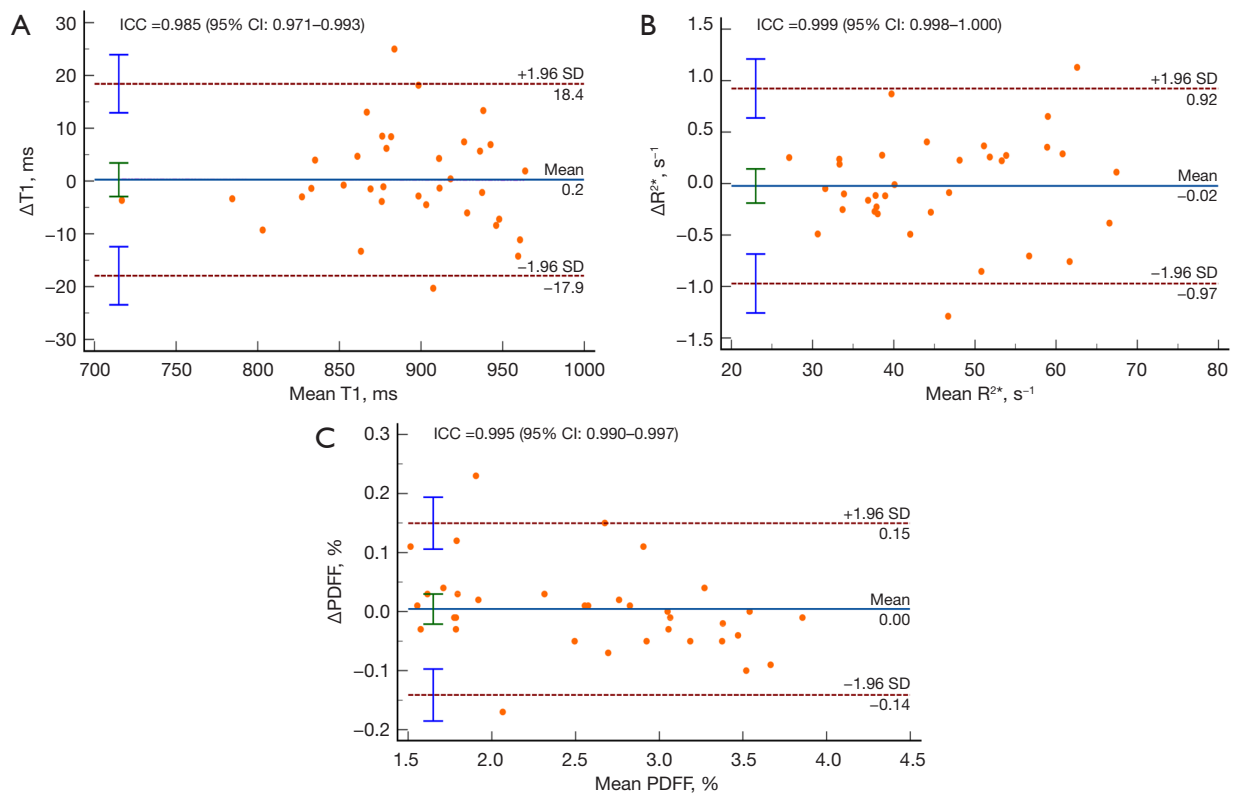 A
ICC =0.985 (95% CI: 0.971–0.993)
30
20
10
0
−10
−20
−30
ΔT1, ms
+1.96 SD
18.4
Mean
0.2
−1.96 SD
−17.9
700
750
800
850
900
950
1000
Mean T1, ms
B
ICC =0.999 (95% CI: 0.998–1.000)
1.5
1.0
0.5
0.0
−0.5
−1.0
−1.5
ΔR²*, s⁻¹
+1.96 SD
0.92
Mean
−0.02
−1.96 SD
−0.97
20
30
40
50
60
70
80
Mean R²*, s⁻¹
C
ICC =0.995 (95% CI: 0.990–0.997)
0.3
0.2
0.1
0.0
−0.1
−0.2
ΔPDFF, %
+1.96 SD
0.15
Mean
0.00
−1.96 SD
−0.14
1.5
2.0
2.5
3.0
3.5
4.0
4.5
Mean PDFF, %